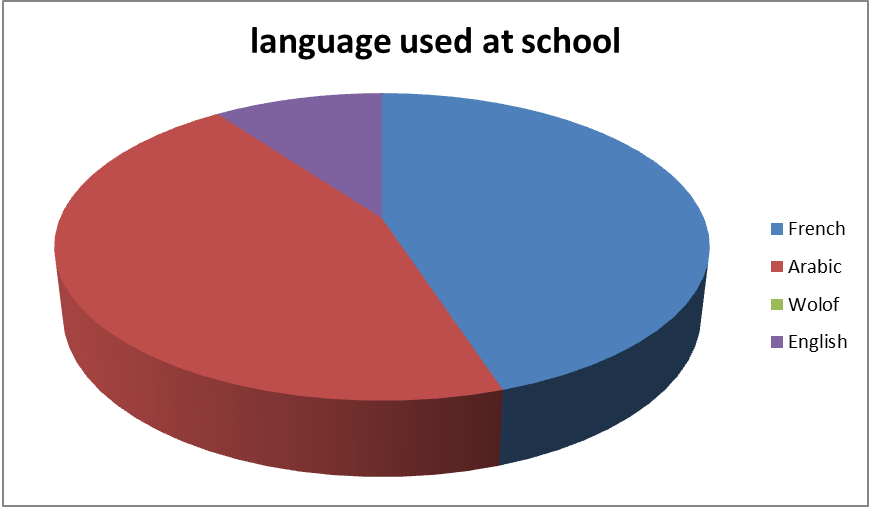 language used at school
French
Arabic
Wolof
English